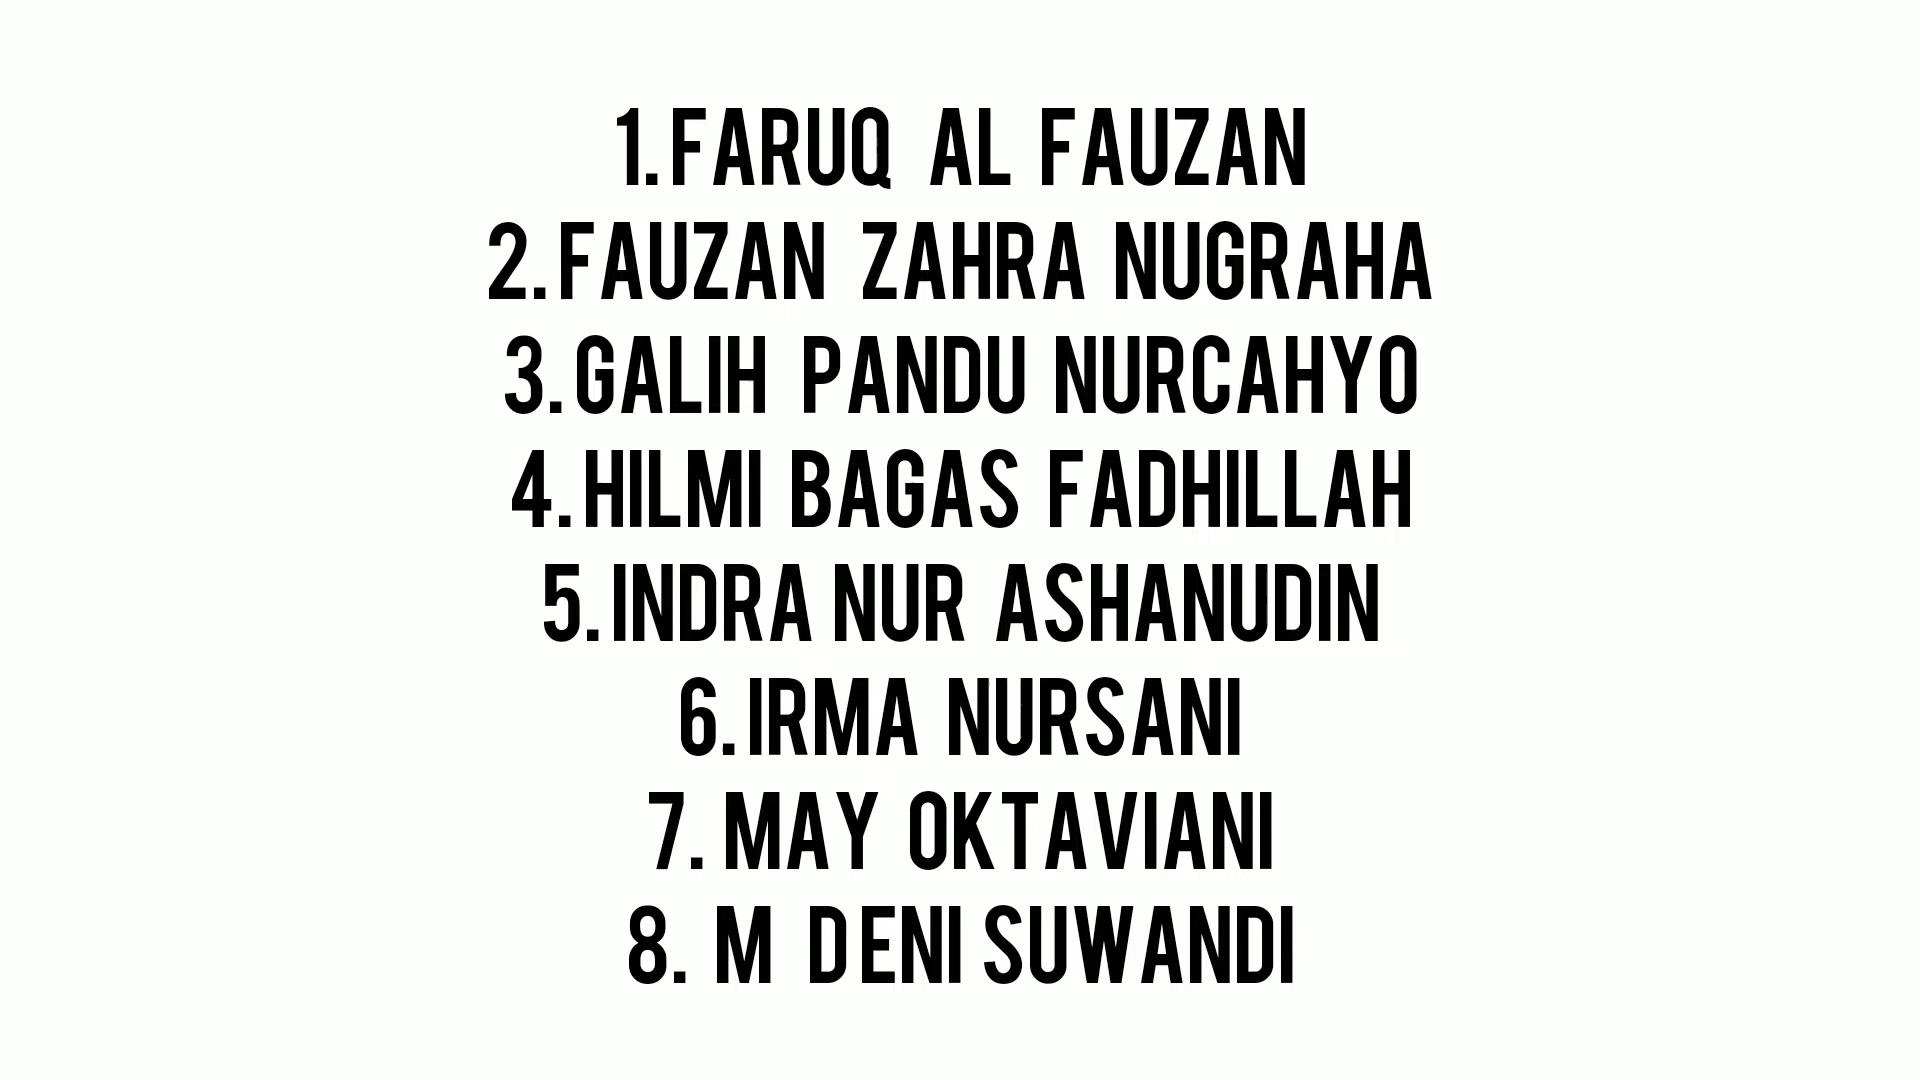 1. FARUQ AL FAUZAN
2. FAUZAN ZAHRA NUGRAHA
3. GALIH PANDU NURCAHYO
4. HILMI BAGAS FADHILLAH
5. INDRA NUR ASHANUDIN
6. IRMA NURSANI
7. MAY OKTAVIANI
8. M DENI SUWANDI